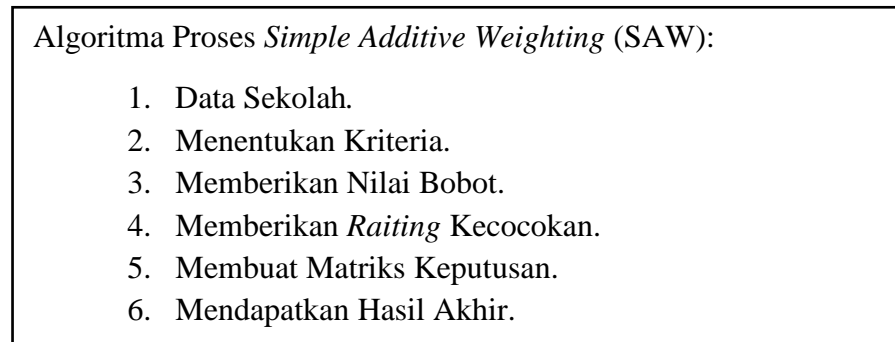 Algoritma Proses Simple Additive Weighting (SAW):
1. Data Sekolah.
2. Menentukan Kriteria.
3. Memberikan Nilai Bobot.
4. Memberikan Raiting Kecocokan.
5. Membuat Matriks Keputusan.
6. Mendapatkan Hasil Akhir.